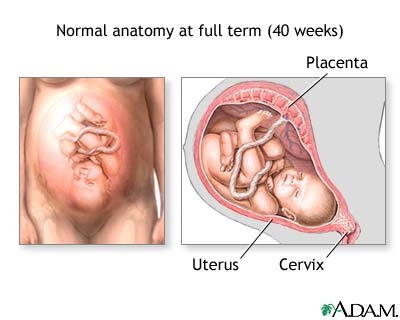 Normal anatomy at full term (40 weeks)
Placenta
Uterus
Cervix
A.D.A.M.